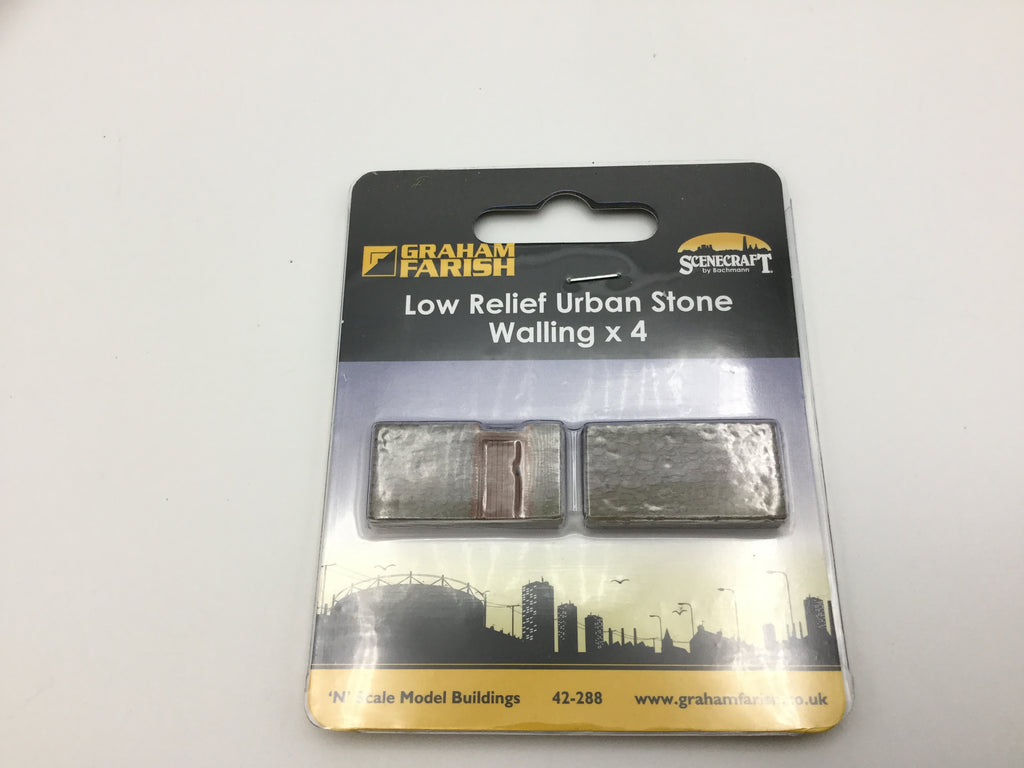 GRAHAM
FARISH
SCENECRAFT
by Bachmann
Low Relief Urban Stone
Walling x 4
'N' Scale Model Buildings 42-288 www.grahamfarish.co.uk